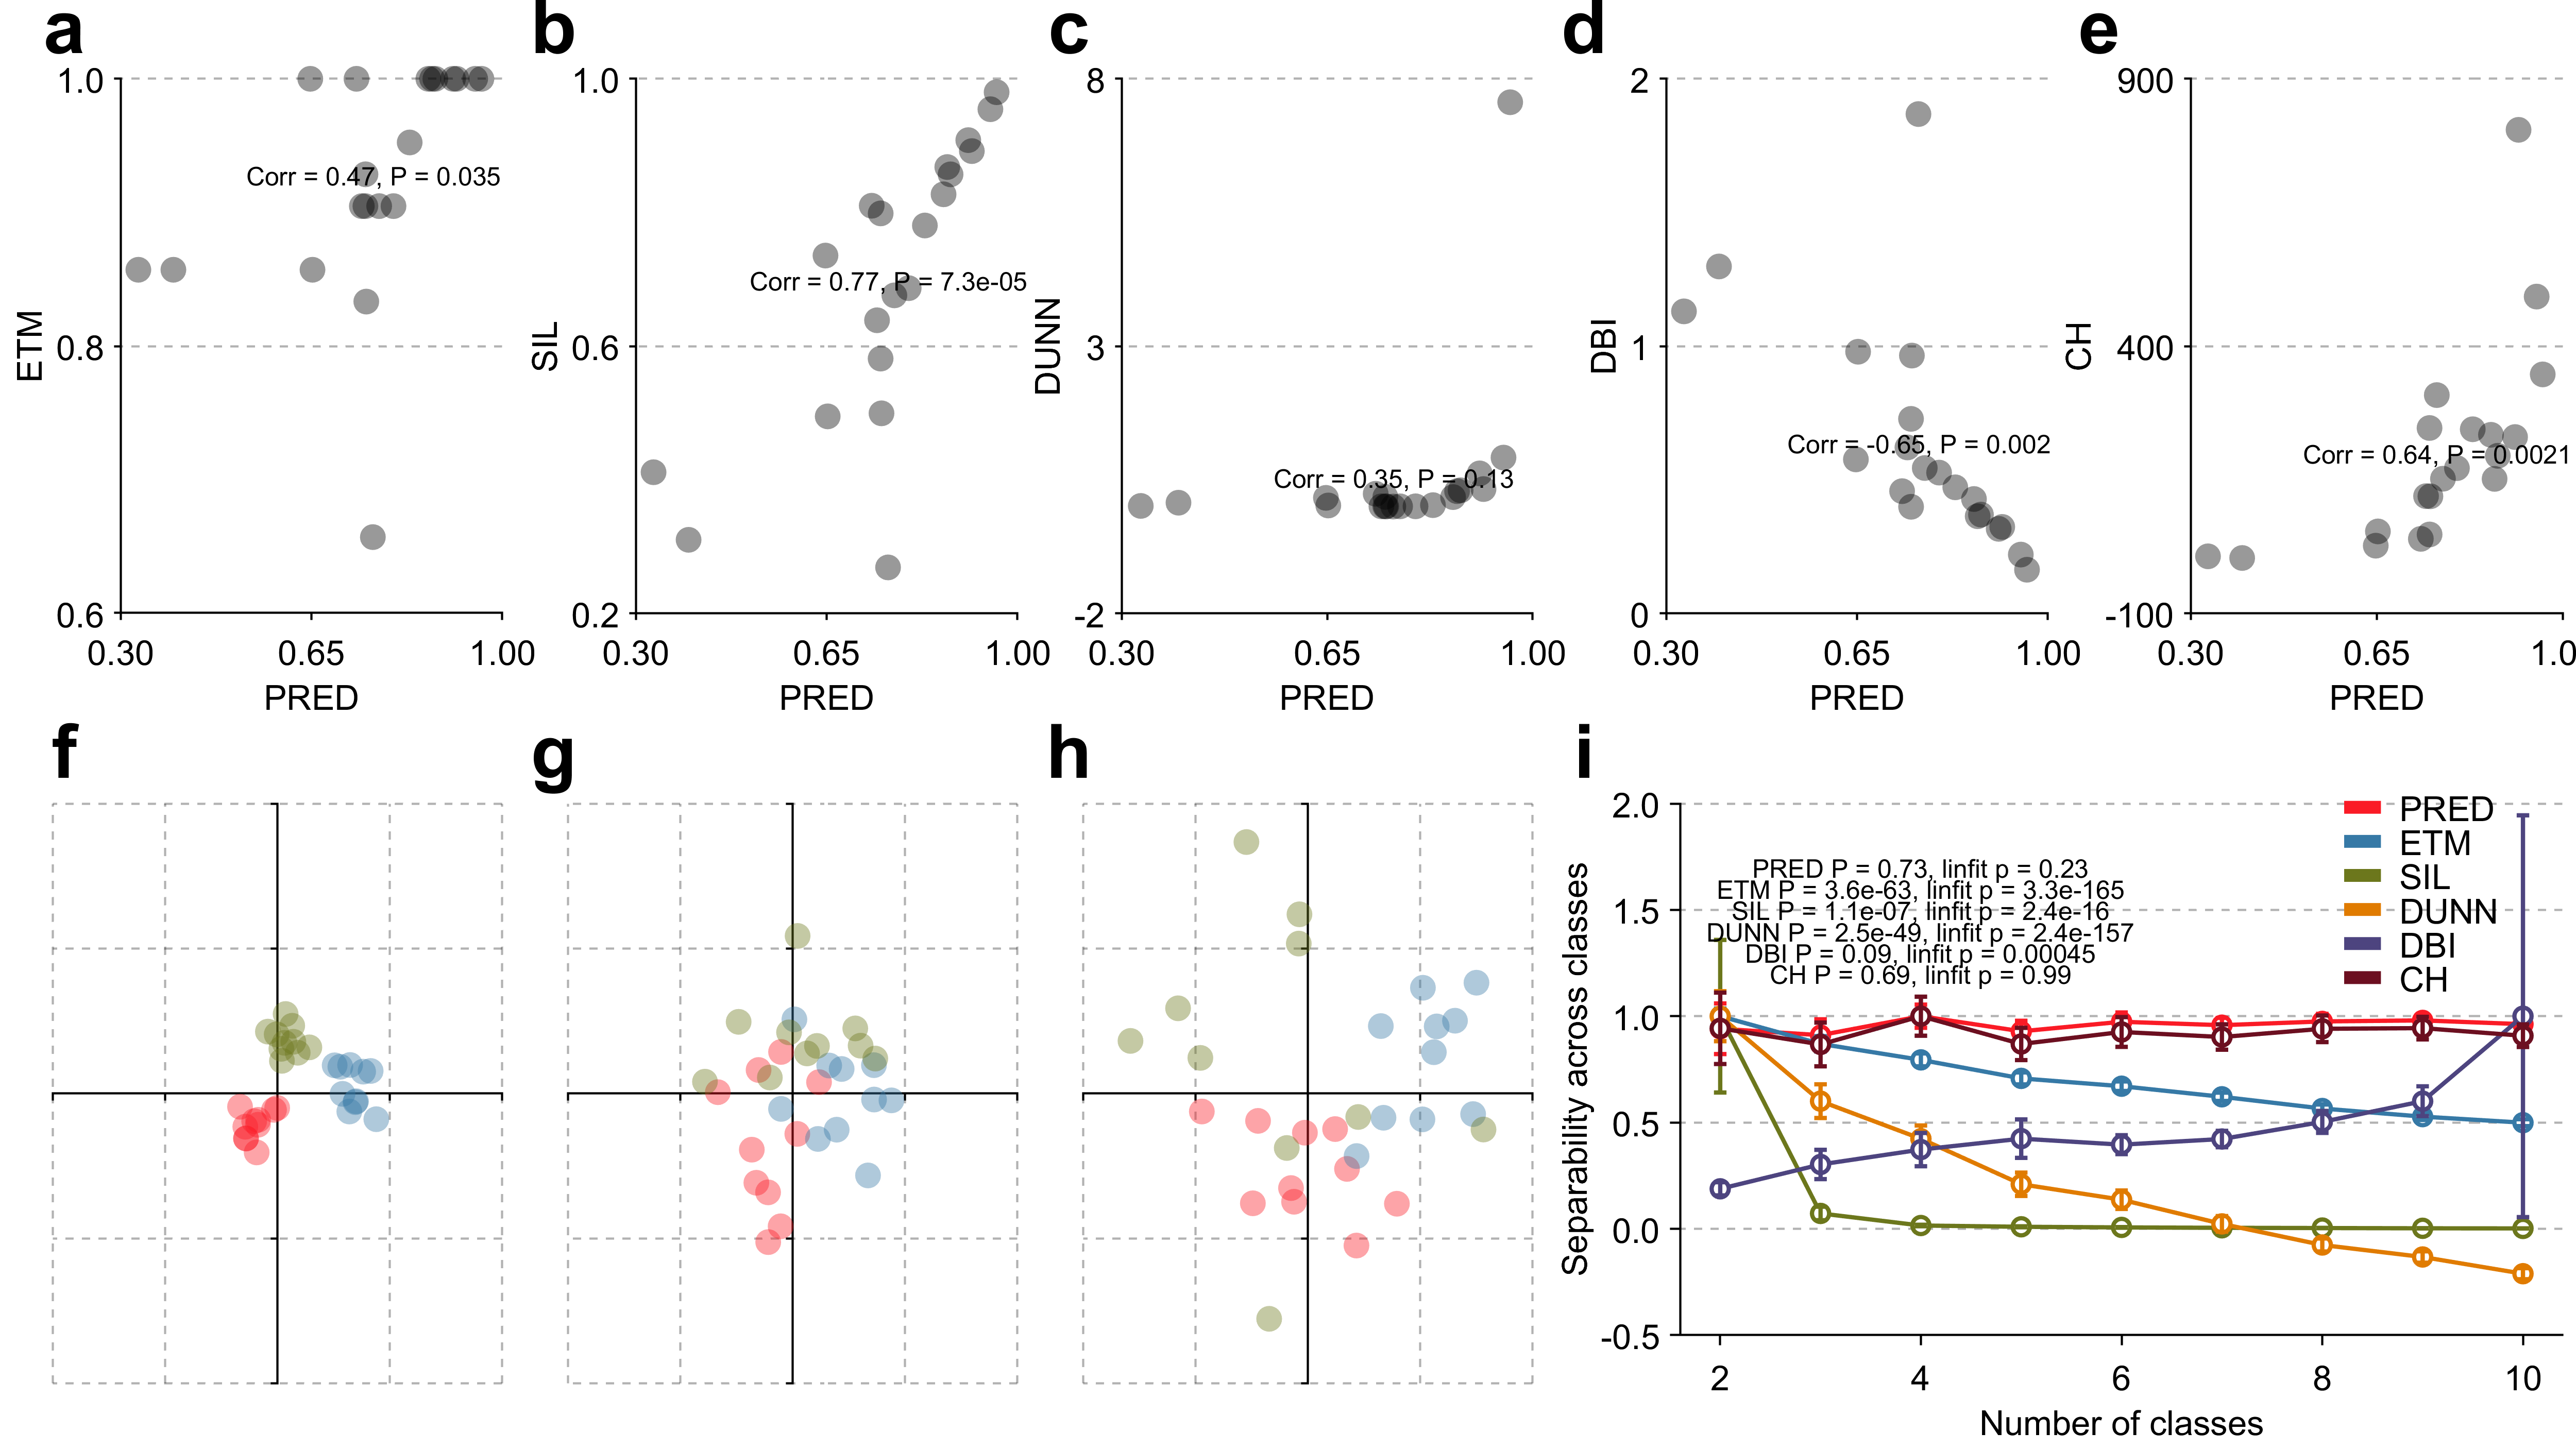 a
b
c
d
e
1.0
0.8
0.6
ETM
0.30 0.65 1.00
PRED
Corr = 0.47, P = 0.035
1.0
0.6
0.2
SIL
0.30 0.65 1.00
PRED
Corr = 0.77, P = 7.3e-05
8
3
-2
DUNN
0.30 0.65 1.00
PRED
Corr = 0.35, P = 0.13
2
1
0
DBI
0.30 0.65 1.00
PRED
Corr = -0.65, P = 0.002
900
400
-100
CH
0.30 0.65 1.0
PRED
Corr = 0.64, P = 0.0021
f
g
h
i
2.0
1.5
1.0
0.5
0.0
-0.5
Separability across classes
PRED P = 0.73, linfit p = 0.23
ETM P = 3.6e-63, linfit p = 3.3e-165
SIL P = 1.1e-07, linfit p = 2.4e-16
DUNN P = 2.5e-49, linfit p = 2.4e-157
DBI P = 0.09, linfit p = 0.00045
CH P = 0.69, linfit p = 0.99
PRED
ETM
SIL
DUNN
DBI
CH
2 4 6 8 10
Number of classes